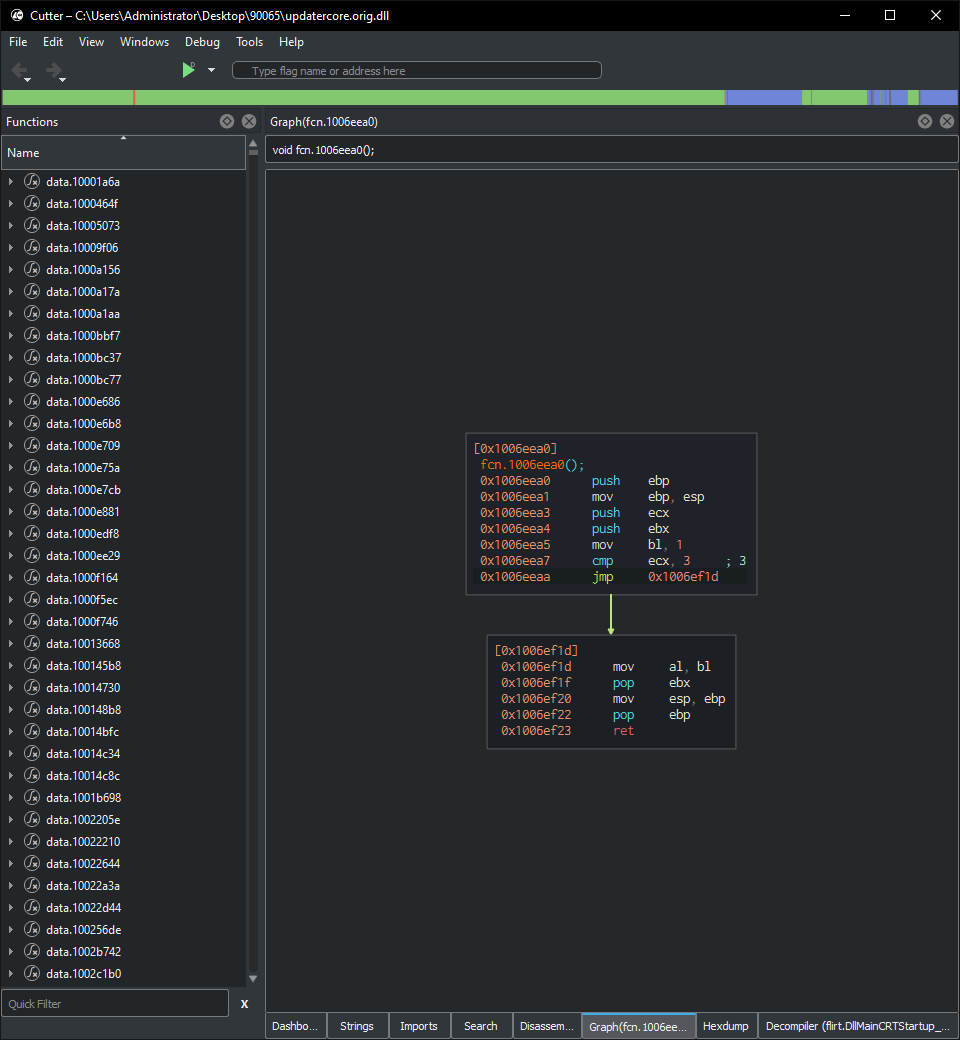 Cutter – C:\Users\Administrator\Desktop\90065\updatercore.orig.dll
File Edit View Windows Debug Tools Help
Type flag name or address here
Functions
Name
data.10001a6a
data.1000464f
data.10005073
data.10009f06
data.1000a156
data.1000a17a
data.1000a1aa
data.1000bbf7
data.1000bc37
data.1000bc77
data.1000e686
data.1000e6b8
data.1000e709
data.1000e75a
data.1000e7cb
data.1000e881
data.1000edf8
data.1000ee29
data.1000f164
data.1000f5ec
data.1000f746
data.10013668
data.100145b8
data.10014730
data.100148b8
data.10014bfc
data.10014c34
data.10014c8c
data.1001b698
data.1002205e
data.10022210
data.10022644
data.10022a3a
data.10022d44
data.100256de
data.1002b742
data.1002c1b0
Quick Filter X
Graph(fcn.1006eea0)
void fcn.1006eea0();
[0x1006eea0]
fcn.1006eea0();
0x1006eea0 push ebp
0x1006eea1 mov ebp, esp
0x1006eea3 push ecx
0x1006eea4 push ebx
0x1006eea5 mov bl, 1
0x1006eea7 cmp ecx, 3 ; 3
0x1006eeaa jmp 0x1006ef1d
[0x1006ef1d]
0x1006ef1d mov al, bl
0x1006ef1f pop ebx
0x1006ef20 mov esp, ebp
0x1006ef22 pop ebp
0x1006ef23 ret
Dashbo... Strings Imports Search Disassem... Graph(fcn.1006ee... Hexdump Decompiler (flirt.DllMainCRTStartup_...